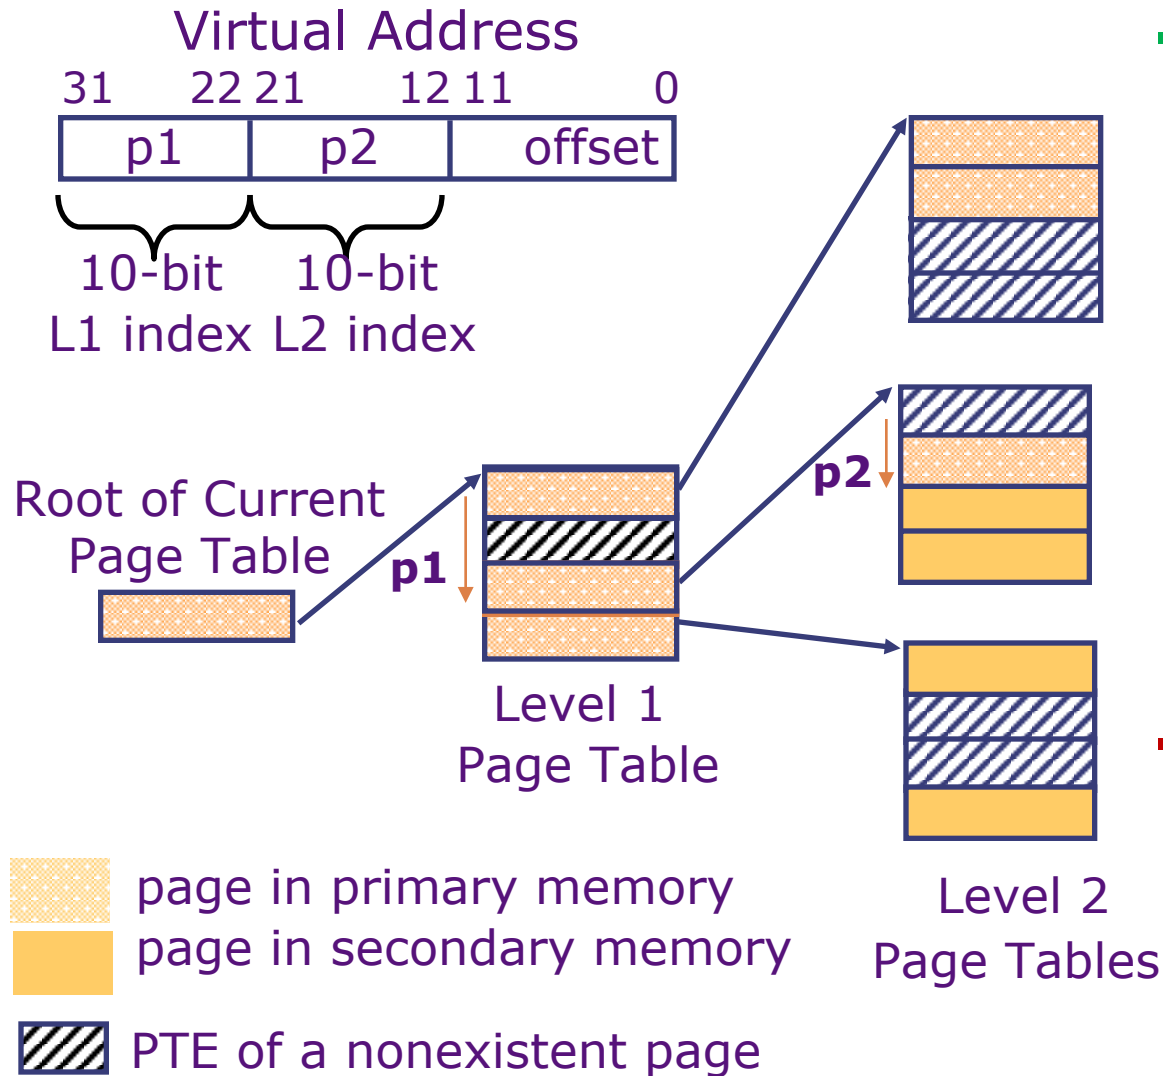 Virtual Address
31 22 21 12 11 0
p1 p2 offset
10-bit 10-bit
L1 index L2 index
Root of Current
Page Table
p1
p2
Level 1
Page Table
Level 2
Page Tables
page in primary memory
page in secondary memory
PTE of a nonexistent page